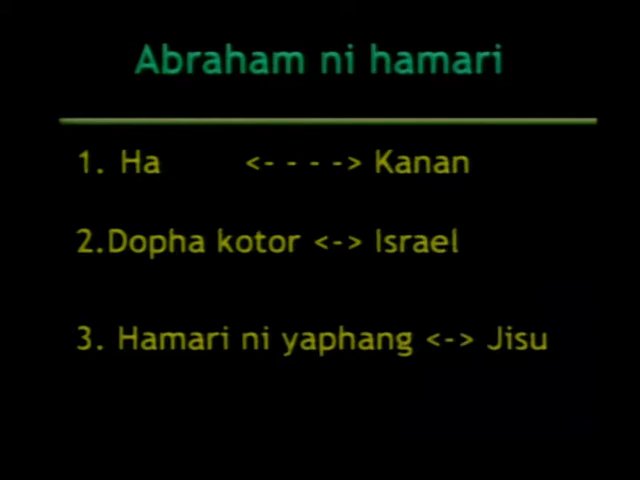 Abraham ni hamari
1. Ha <- - - -> Kanan
2.Dopha kotor <-> Israel
3. Hamari ni yaphang <-> Jisu